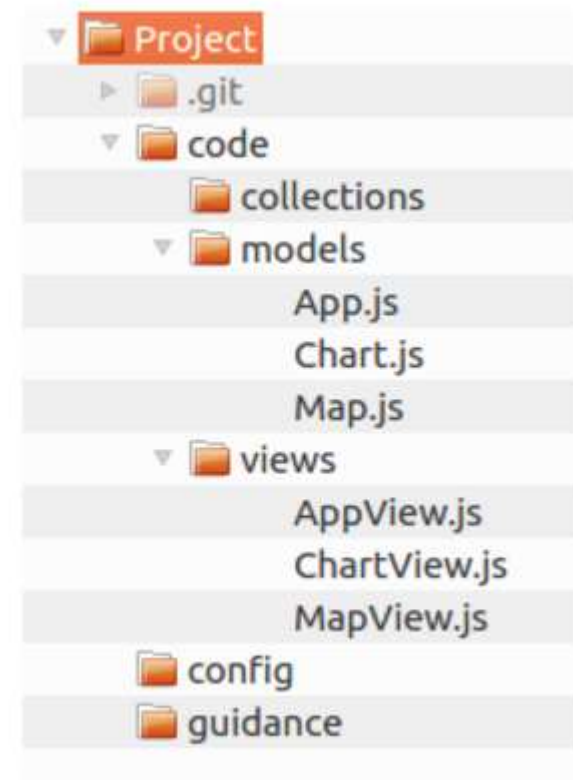 Project
.git
code
collections
models
App.js
Chart.js
Map.js
views
AppView.js
ChartView.js
MapView.js
config
guidance